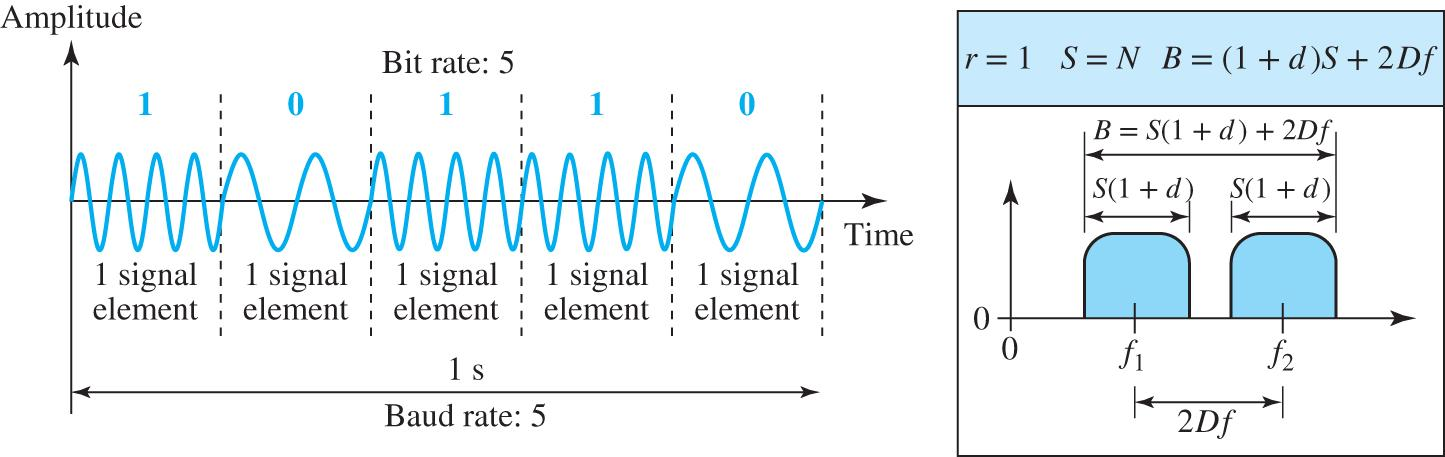 Amplitude
Bit rate: 5
1 0 1 1 0
Time
1 signal 1 signal 1 signal 1 signal 1 signal
element element element element element
1 s
Baud rate: 5
r = 1 S = N B = (1 + d)S + 2Df
B = S(1 + d) + 2Df
S(1 + d) S(1 + d)
0
0 f₁ f₂
2Df